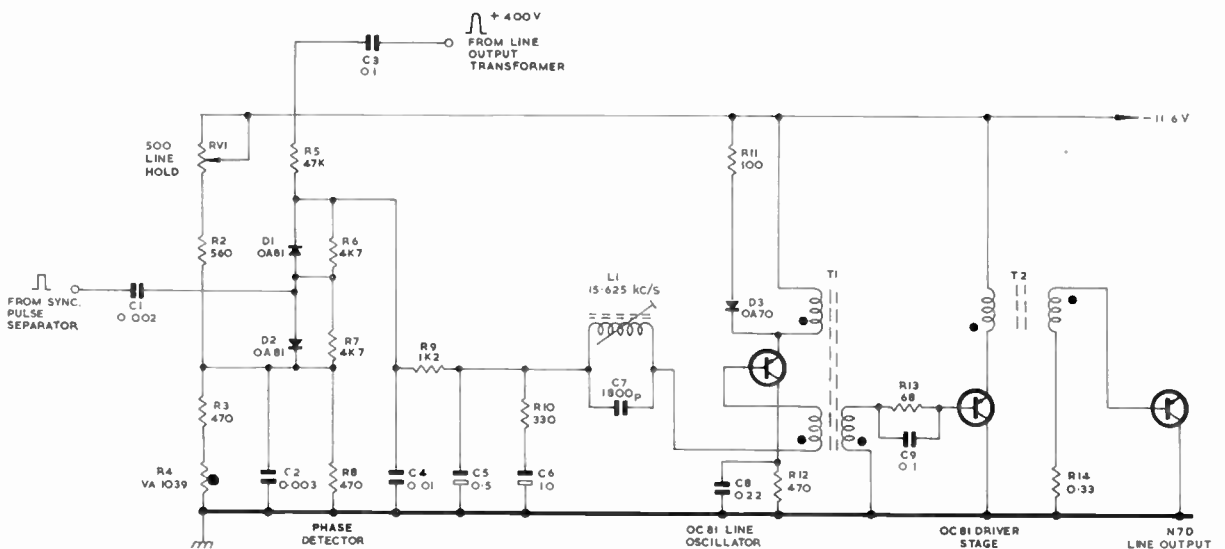 + 400V
FROM LINE
OUTPUT
TRANSFORMER
C3
0.1
-11.6V
500
LINE
HOLD
RV1
R5
47K
R11
100
R2
560
D1
OA81
R6
4K7
L1
15.625 KC/S
T1
T2
FROM SYNC.
PULSE
SEPARATOR
C1
0.002
D3
OA70
D2
OA81
R7
4K7
R9
1K2
C7
1800P
R13
68
R3
470
R10
330
C9
0.1
R4
VA 1039
C2
0.003
R8
470
C4
0.01
C5
0.5
C6
10
C8
0.22
R12
470
R14
0.33
PHASE
DETECTOR
OC81 LINE
OSCILLATOR
OC81 DRIVER
STAGE
N7D
LINE OUTPUT